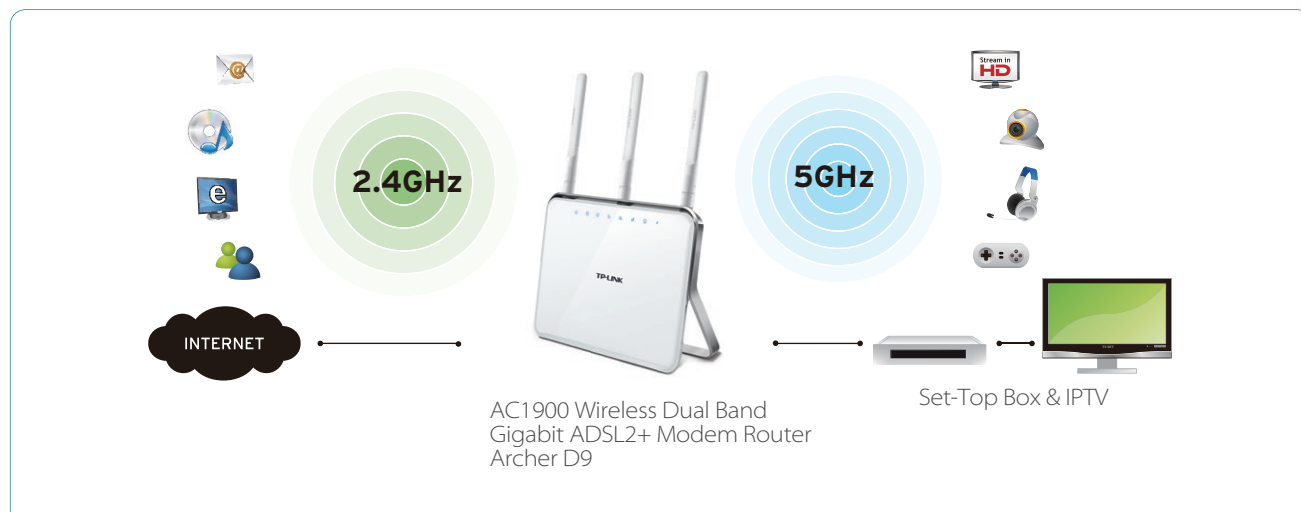 Stream in
HD
@
2.4GHz
5GHz
e
TP-LINK
INTERNET
Set-Top Box & IPTV
AC1900 Wireless Dual Band
Gigabit ADSL2+ Modem Router
Archer D9